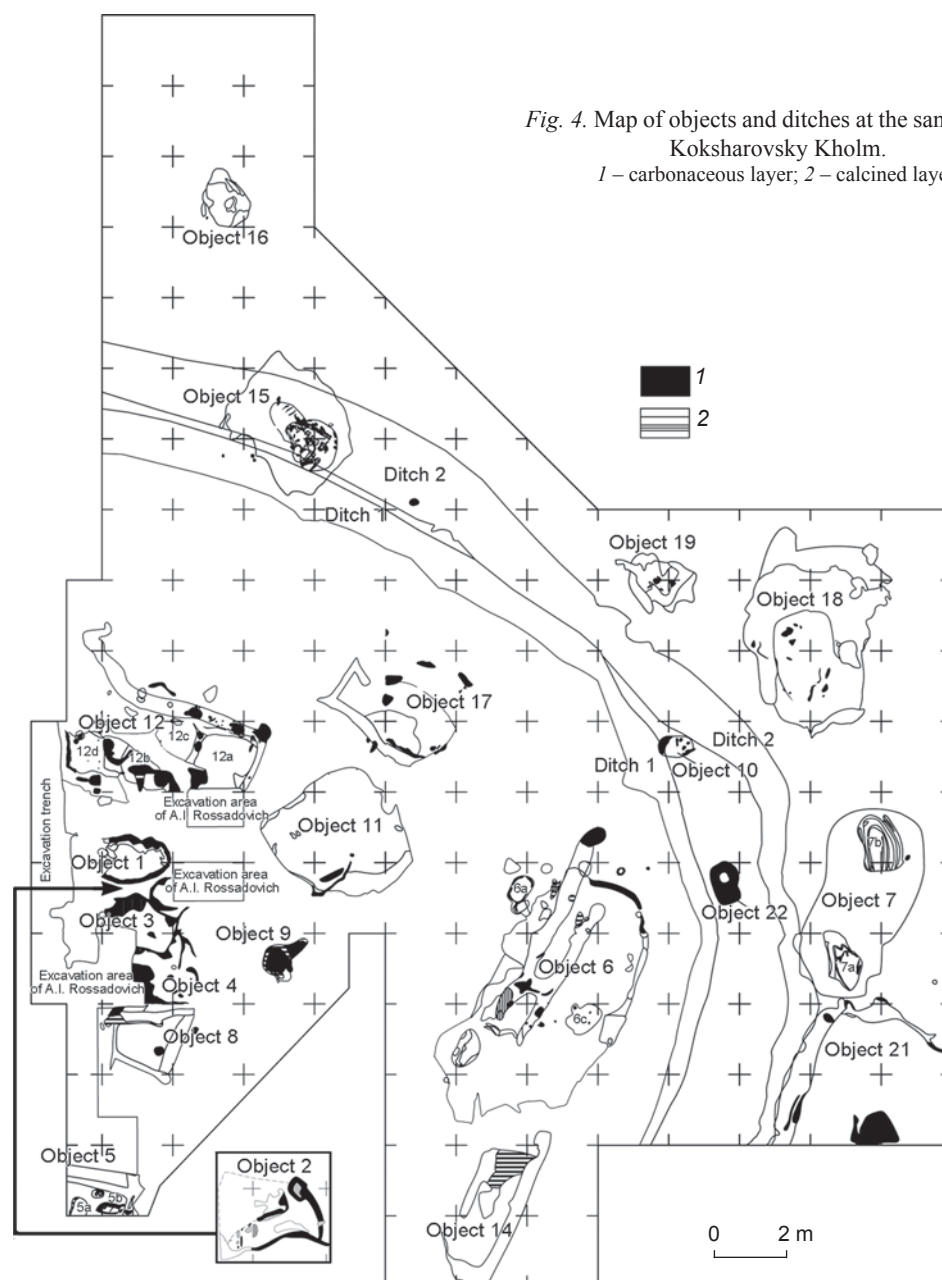 Fig. 4. Map of objects and ditches at the
Koksharovsky Kholm.
1 – carbonaceous layer; 2 – calcined
Object 16
1
2
Object 15
Ditch 2
Ditch 1
Object 19
Object 18
Object 17
Object 12
12c
12d
12b
12a
Ditch 2
Ditch 1
Object 10
Excavation trench
Excavation area
of A.I. Rossadovich
Object 11
Object 1
Excavation area
of A.I. Rossadovich
7b
6a
Object 22
Object 7
Object 3
Object 9
Object 6
7a
Excavation area
of A.I. Rossadovich
Object 4
6c
Object 8
Object 21
Object 5
5b
5a
Object 2
Object 14
0 2 m